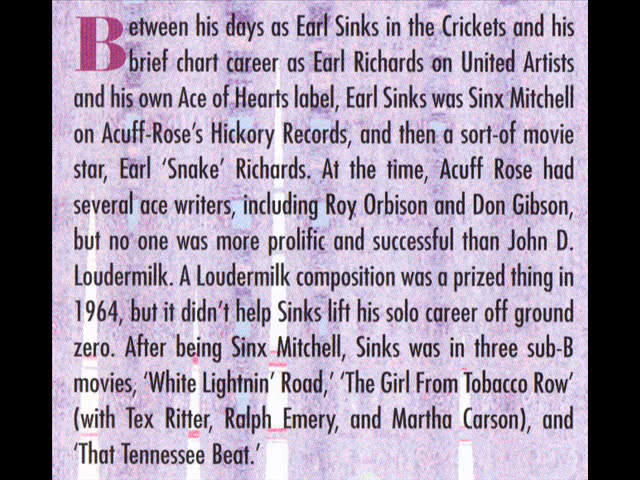 Between his days as Earl Sinks in the Crickets and his
brief chart career as Earl Richards on United Artists
and his own Ace of Hearts label, Earl Sinks was Sinx Mitchell
on Acuff-Rose's Hickory Records, and then a sort-of movie
star, Earl 'Snake' Richards. At the time, Acuff Rose had
several ace writers, including Roy Orbison and Don Gibson,
but no one was more prolific and successful than John D.
Loudermilk. A Loudermilk composition was a prized thing in
1964, but it didn't help Sinks lift his solo career off ground
zero. After being Sinx Mitchell, Sinks was in three sub-B
movies, 'White Lightnin' Road,' 'The Girl From Tobacco Row'
(with Tex Ritter, Ralph Emery, and Martha Carson), and
'That Tennessee Beat.'